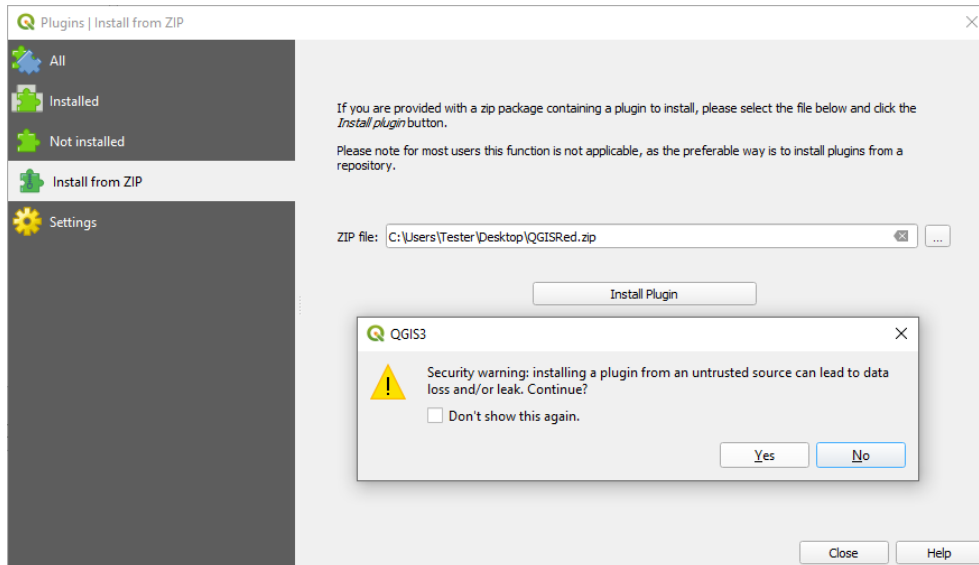 Plugins | Install from ZIP
All
Installed
Not installed
Install from ZIP
Settings
If you are provided with a zip package containing a plugin to install, please select the file below and click the
Install plugin button.
Please note for most users this function is not applicable, as the preferable way is to install plugins from a
repository.
ZIP file: C:\Users\Tester\Desktop\QGISRed.zip ...
Install Plugin
QGIS3
Security warning: installing a plugin from an untrusted source can lead to data
loss and/or leak. Continue?
Don't show this again.
Yes No
Close Help